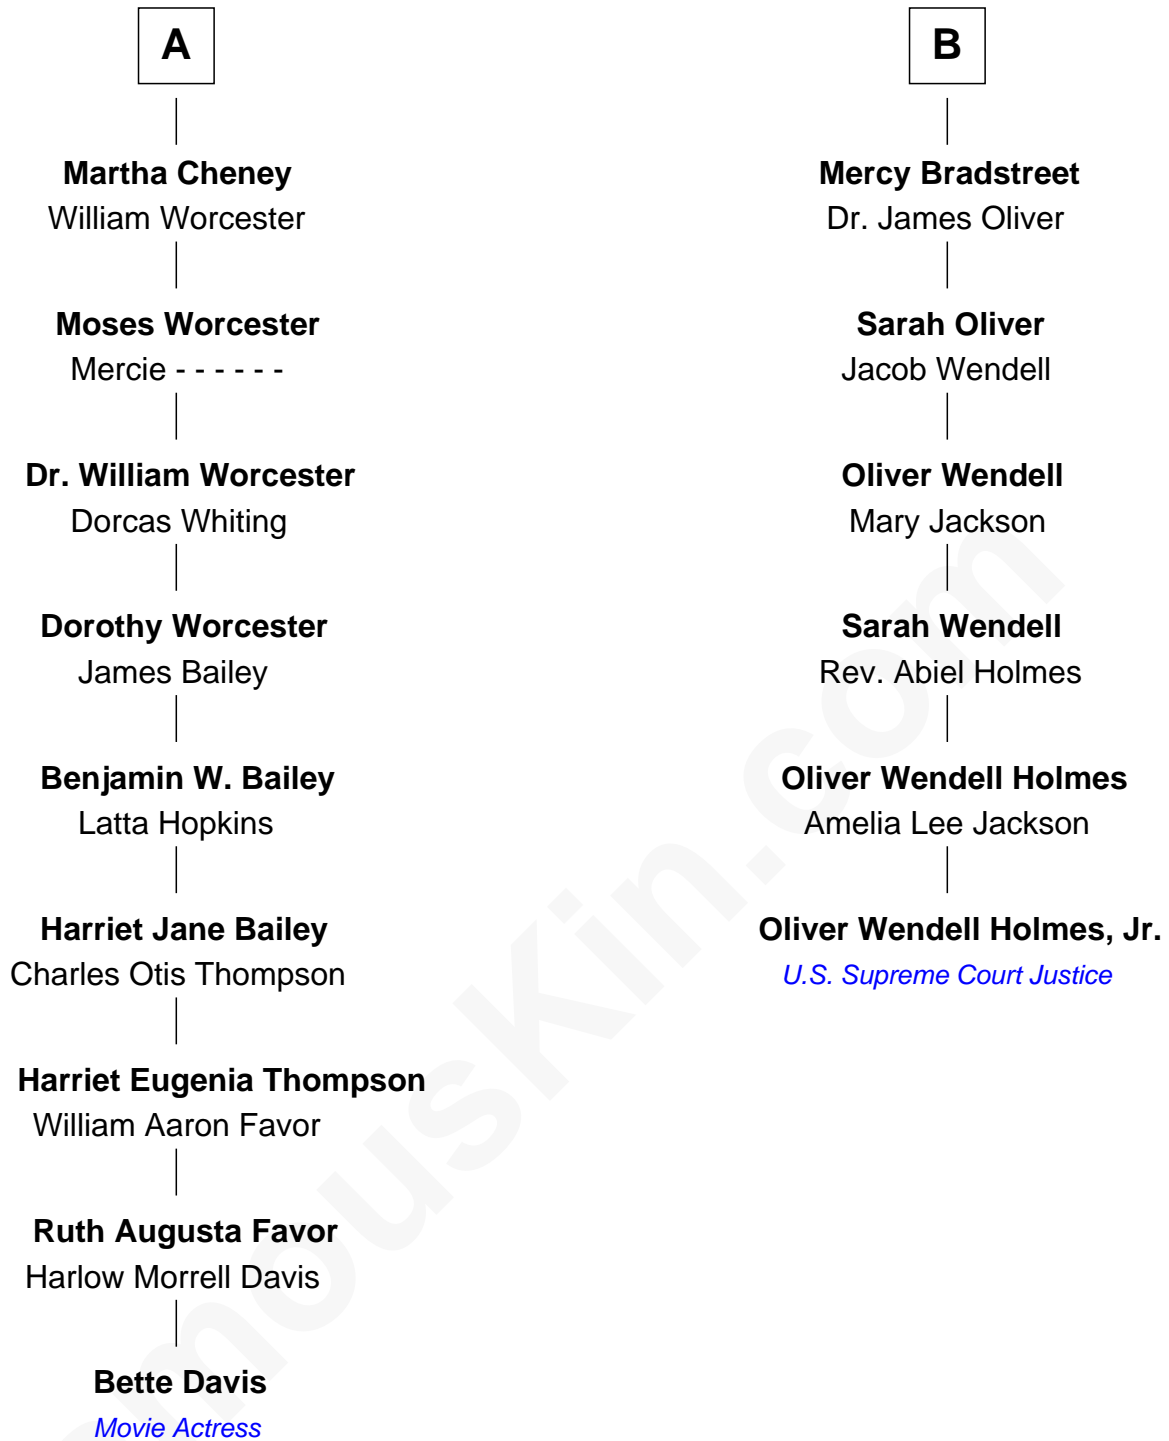 A
Martha Cheney
William Worcester
Moses Worcester
Mercie - - - - - -
Dr. William Worcester
Dorcas Whiting
Dorothy Worcester
James Bailey
Benjamin W. Bailey
Latta Hopkins
Harriet Jane Bailey
Charles Otis Thompson
Harriet Eugenia Thompson
William Aaron Favor
Ruth Augusta Favor
Harlow Morrell Davis
Bette Davis
Movie Actress
B
Mercy Bradstreet
Dr. James Oliver
Sarah Oliver
Jacob Wendell
Oliver Wendell
Mary Jackson
Sarah Wendell
Rev. Abiel Holmes
Oliver Wendell Holmes
Amelia Lee Jackson
Oliver Wendell Holmes, Jr.
U.S. Supreme Court Justice
mousKin.com